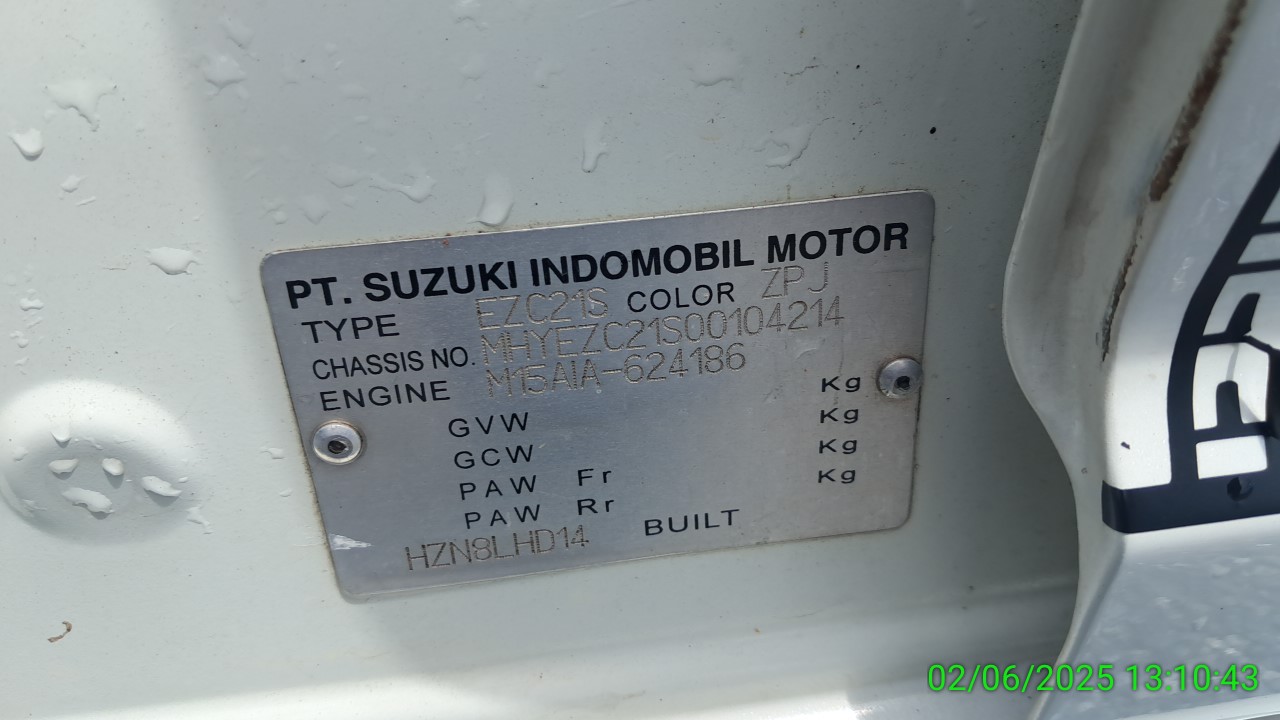 PT. SUZUKI INDOMOBIL MOTOR
TYPE EZC21S COLOR ZPJ
CHASSIS NO. MHYEZC21S00104214
ENGINE M15AIA-624186
GVW Kg
GCW Kg
PAW Fr Kg
PAW Rr Kg
HZN8LHD14 BUILT
02/06/2025 13:10:43